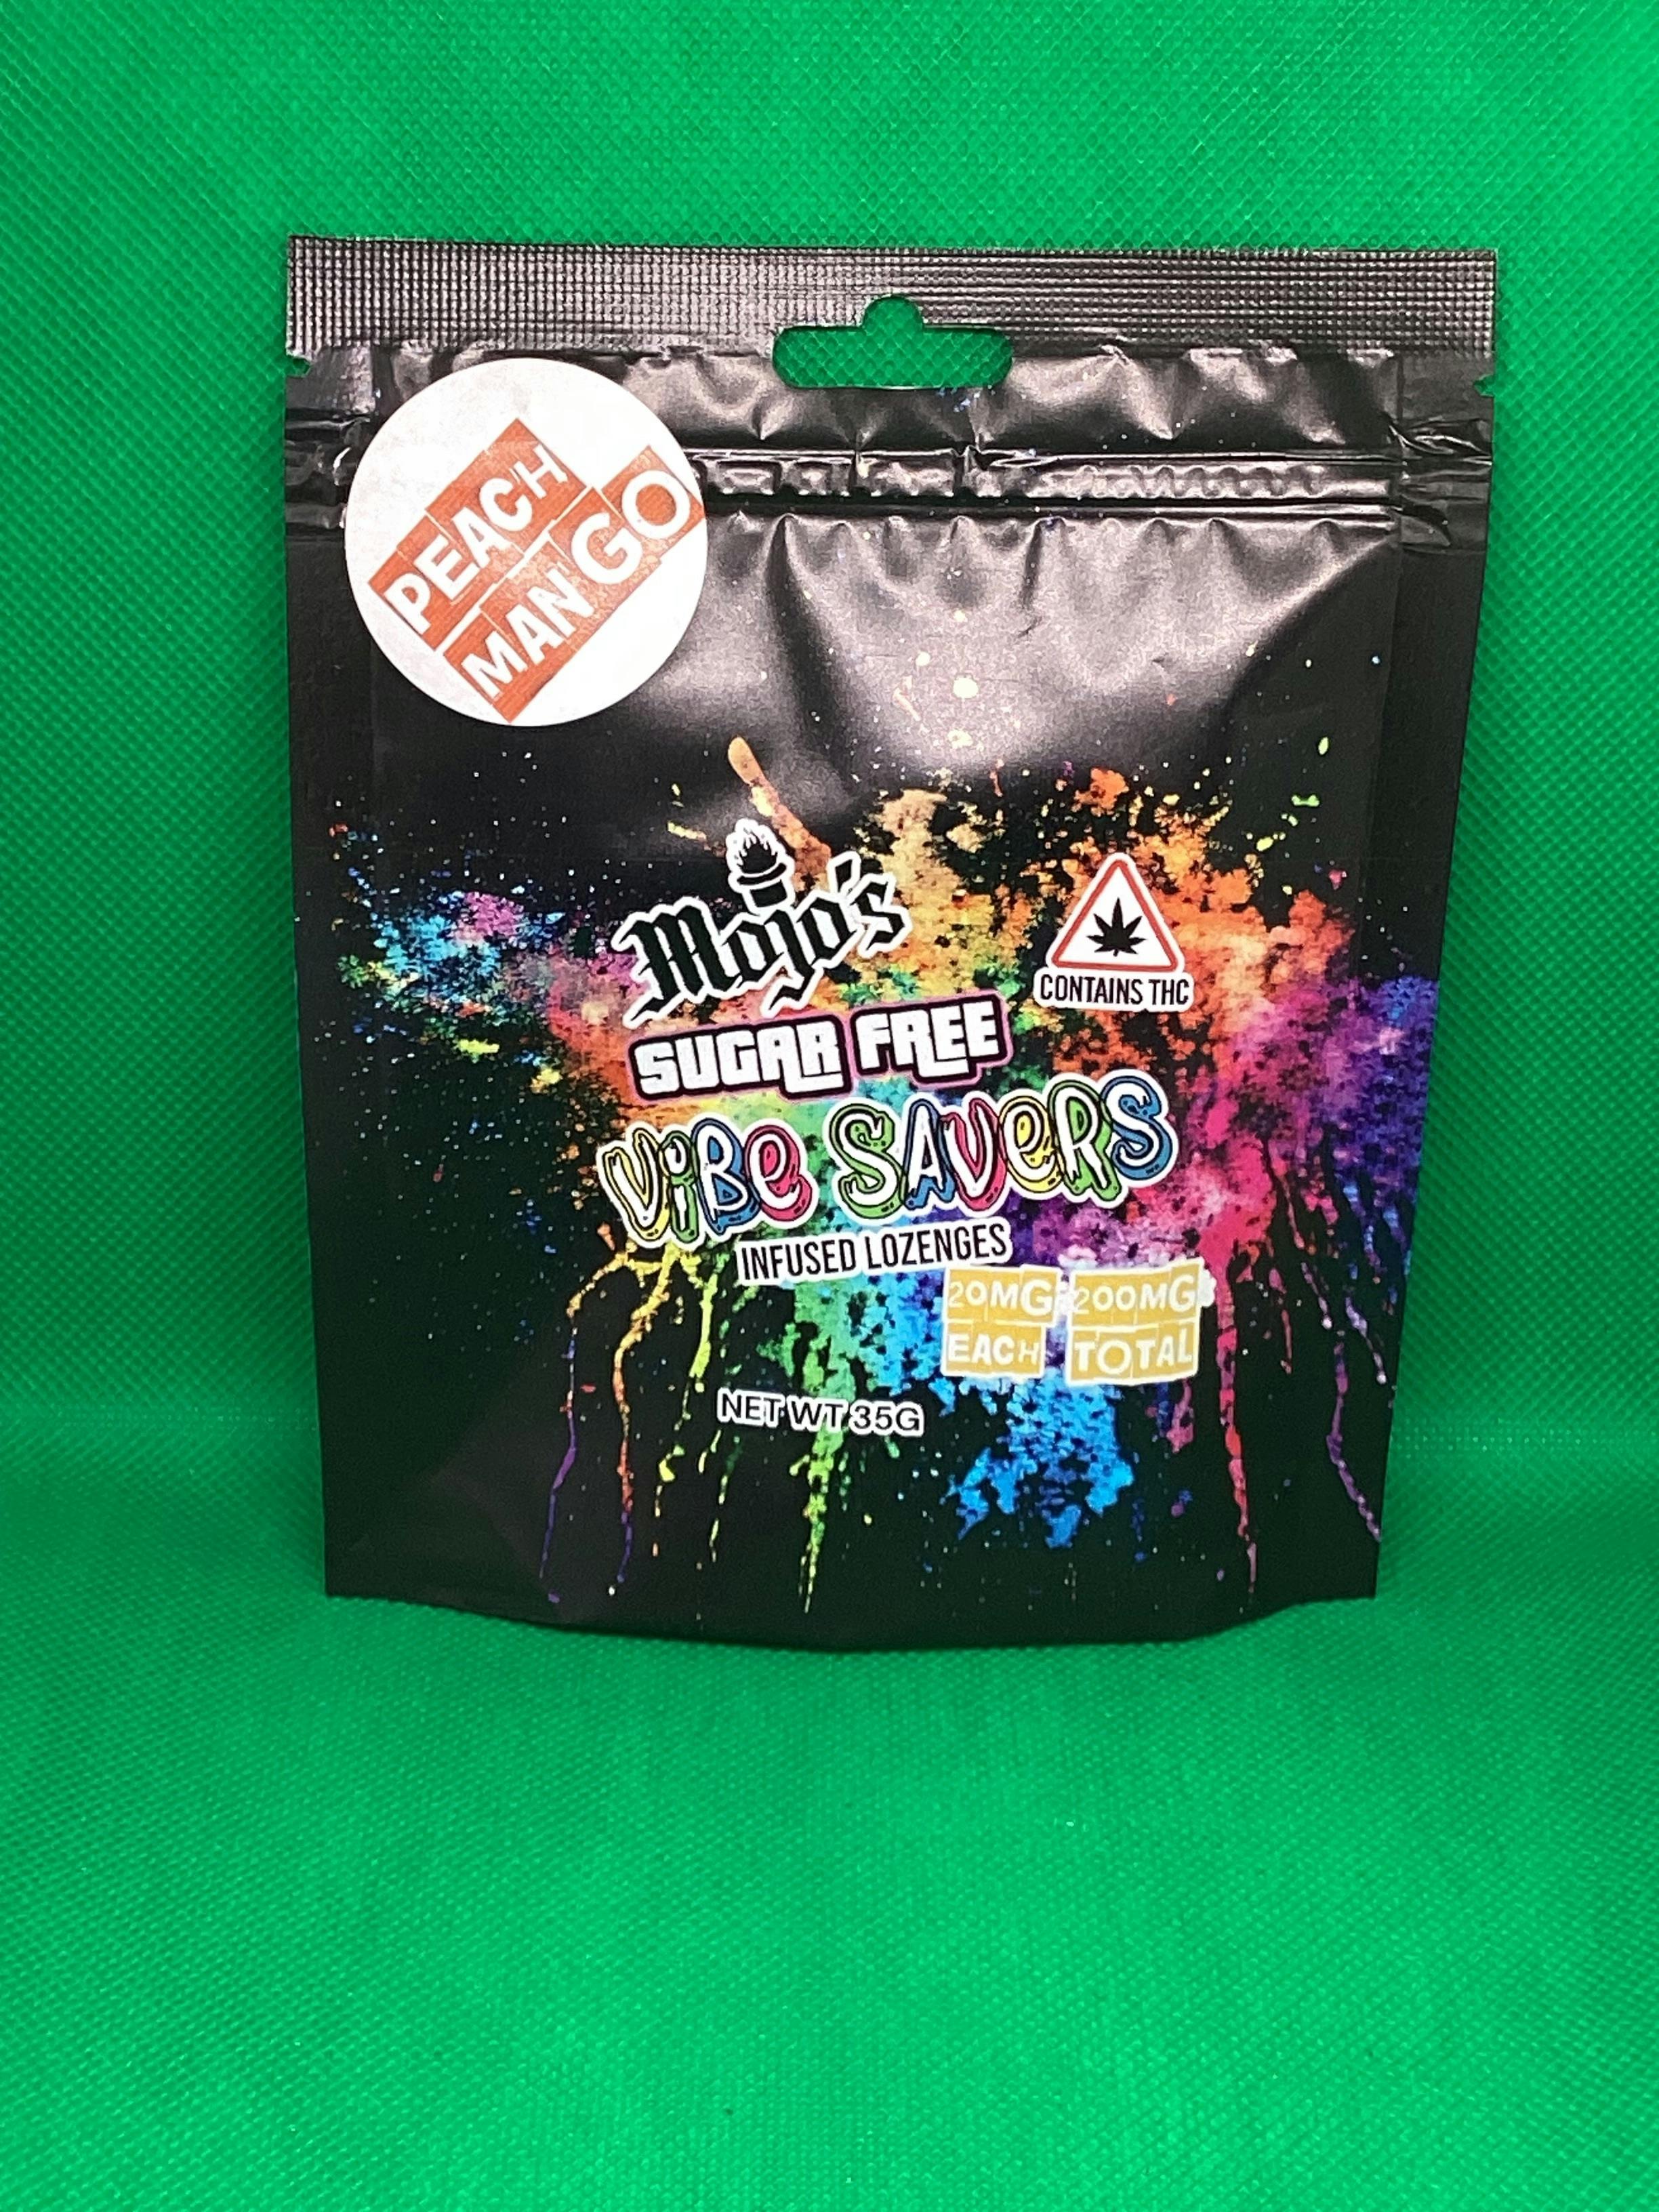 PEACH
MANGO
Mojo's
CONTAINS THC
SUGAR FREE
ViBe SAVeRS
INFUSED LOZENGES
20MG EACH
200MG TOTAL
NET WT 35G